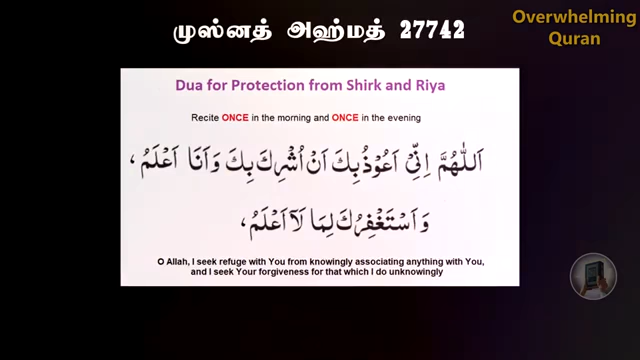 முஸ்னத் அஹ்மத் 27742
Overwhelming
Quran
Dua for Protection from Shirk and Riya
Recite ONCE in the morning and ONCE in the evening
اَللّٰهُمَّ اِنِّيْ اَعُوْذُ بِكَ اَنْ اُشْرِكَ بِكَ وَ اَنَا اَعْلَمُ ،
وَ اَسْتَغْفِرُكَ لِمَا لَآ اَعْلَمُ ،
O Allah, I seek refuge with You from knowingly associating anything with You,
and I seek Your forgiveness for that which I do unknowingly